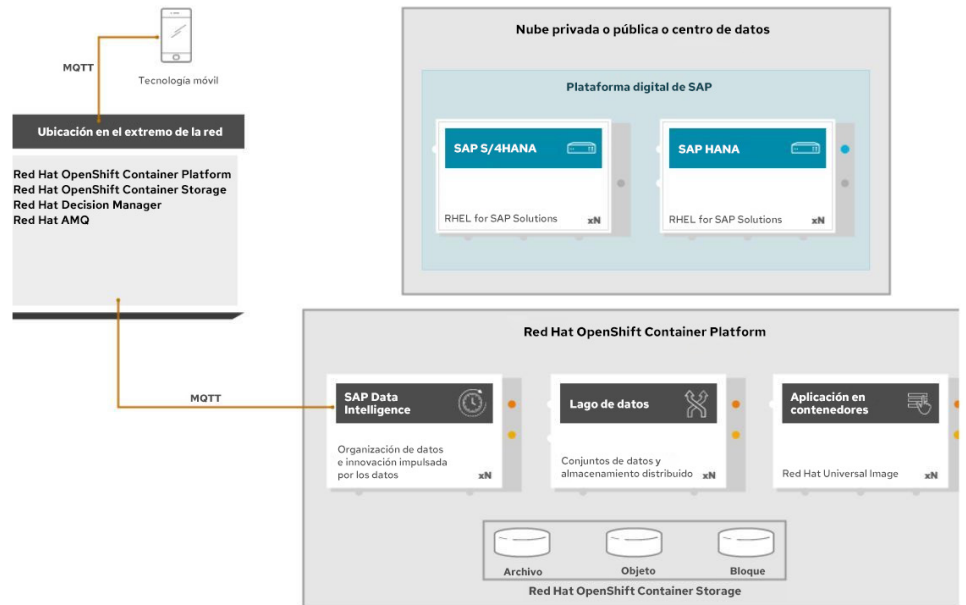 Nube privada o pública o centro de datos
MQTT
Tecnología móvil
Plataforma digital de SAP
Ubicación en el extremo de la red
SAP S/4HANA
SAP HANA
Red Hat OpenShift Container Platform
Red Hat OpenShift Container Storage
Red Hat Decision Manager
Red Hat AMQ
RHEL for SAP Solutions
xN
RHEL for SAP Solutions
xN
Red Hat OpenShift Container Platform
MQTT
SAP Data
Intelligence
Lago de datos
Aplicación en
contenedores
Organización de datos
e innovación impulsada
por los datos
xN
Conjuntos de datos y
almacenamiento distribuido
xN
Red Hat Universal Image
xN
Archivo
Objeto
Bloque
Red Hat OpenShift Container Storage